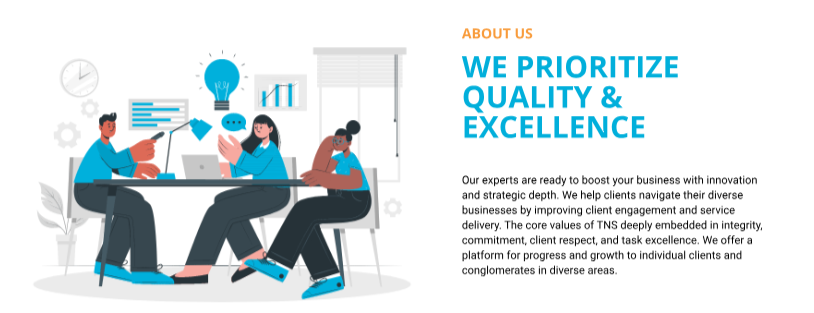 ABOUT US
WE PRIORITIZE
QUALITY &
EXCELLENCE
Our experts are ready to boost your business with innovation
and strategic depth. We help clients navigate their diverse
businesses by improving client engagement and service
delivery. The core values of TNS deeply embedded in integrity,
commitment, client respect, and task excellence. We offer a
platform for progress and growth to individual clients and
conglomerates in diverse areas.